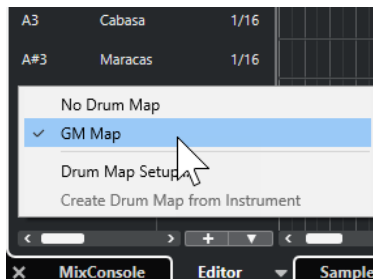 A3 Cabasa 1/16
A#3 Maracas 1/16
No Drum Map
✓ GM Map
Drum Map Setup
Create Drum Map from Instrument
< > + ▼ <
× MixConsole Editor ▼ Sample